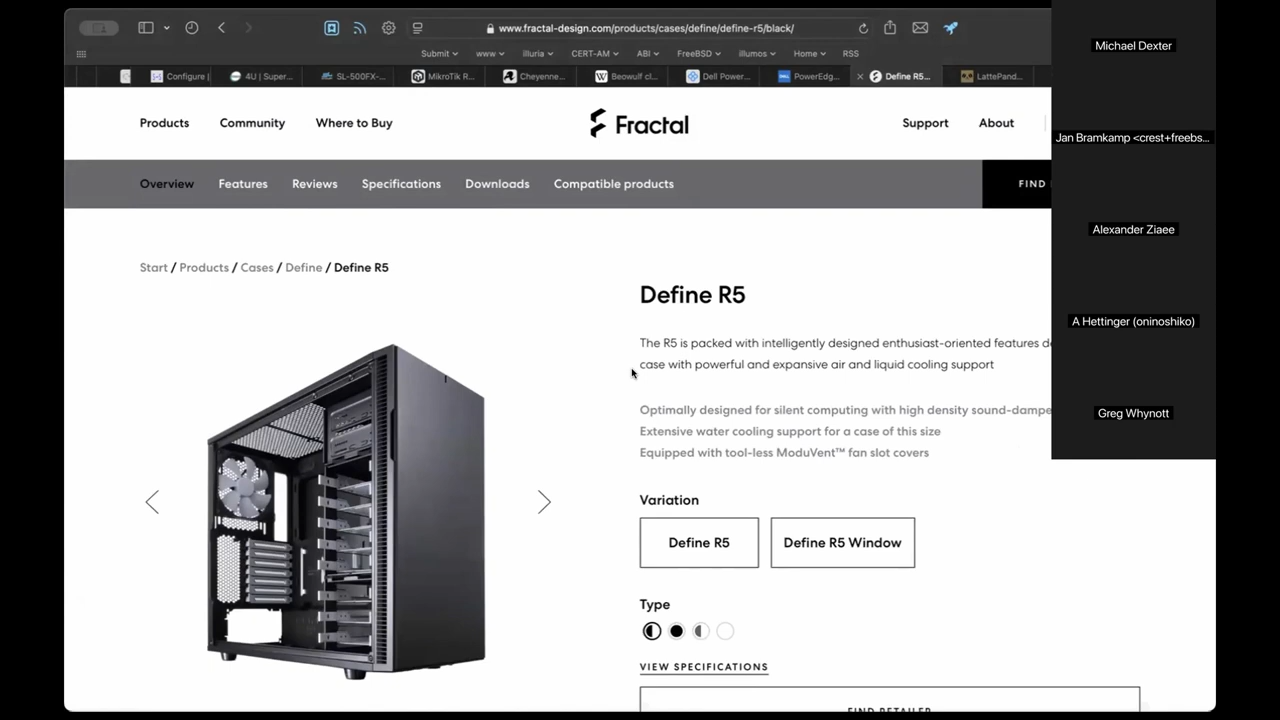 www.fractal-design.com/products/cases/define/define-r5/black/
Submit www illuria CERT-AM ABI FreeBSD illumos Home RSS
Configure | 4U | Super... SL-500FX-... MikroTik R... Cheyenne... Beowulf cl... Dell Power... PowerEdg... Define R5... LattePand...
Products Community Where to Buy Fractal Support About
Overview Features Reviews Specifications Downloads Compatible products FIND
Start / Products / Cases / Define / Define R5
Define R5
The R5 is packed with intelligently designed enthusiast-oriented features
case with powerful and expansive air and liquid cooling support
Optimally designed for silent computing with high density sound-dampe
Extensive water cooling support for a case of this size
Equipped with tool-less ModuVent™ fan slot covers
Variation
Define R5 Define R5 Window
Type
VIEW SPECIFICATIONS
FIND RETAILER
Michael Dexter
Jan Bramkamp <crest+freebs...
Alexander Ziaee
A Hettinger (oninoshiko)
Greg Whynott